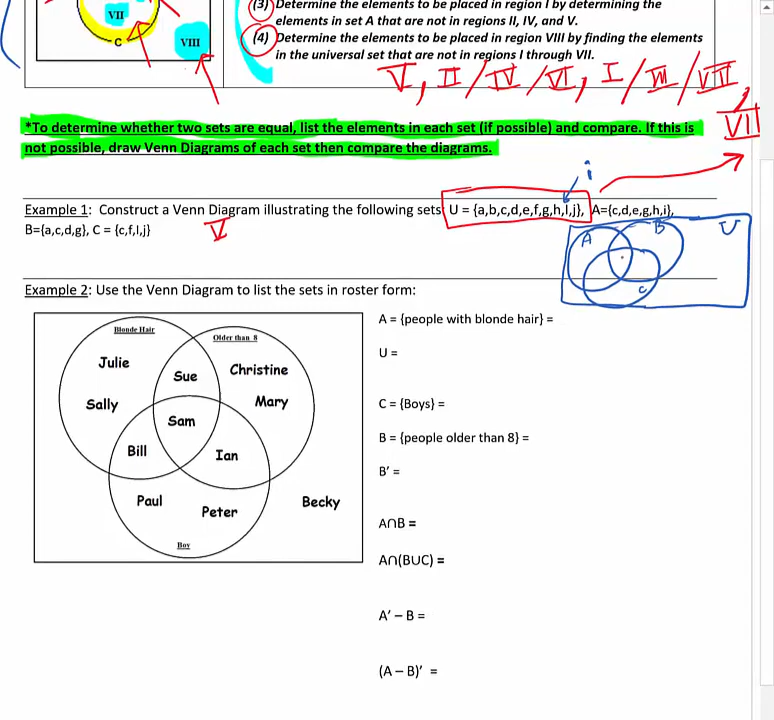 (3) Determine the elements to be placed in region I by determining the
elements in set A that are not in regions II, IV, and V.
VII
C
VIII
(4) Determine the elements to be placed in region VIII by finding the elements
in the universal set that are not in regions I through VII.
V, II/IV/VI, I/III/VII,
VIII
*To determine whether two sets are equal, list the elements in each set (if possible) and compare. If this is
not possible, draw Venn Diagrams of each set then compare the diagrams.
i
Example 1: Construct a Venn Diagram illustrating the following sets U = {a,b,c,d,e,f,g,h,I,j}, A={c,d,e,g,h,i},
B={a,c,d,g}, C = {c,f,I,j}
V
A
B
U
C
Example 2: Use the Venn Diagram to list the sets in roster form:
Blonde Hair
Older than 8
Julie
Sue
Christine
Sally
Mary
Sam
Bill
Ian
Paul
Peter
Becky
Boy
A = {people with blonde hair} =
U =
C = {Boys} =
B = {people older than 8} =
B′ =
A∩B =
A∩(B∪C) =
A′ – B =
(A – B)′ =